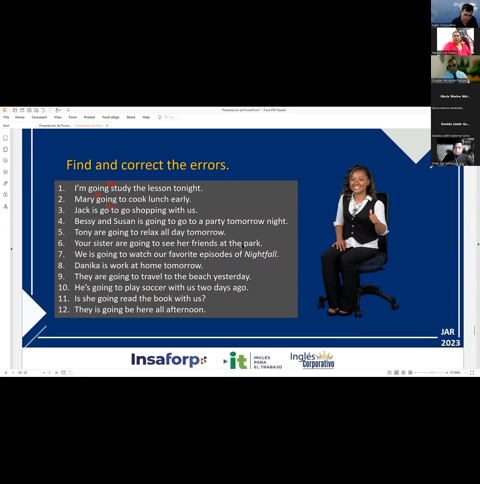 Find and correct the errors.
1. I'm going study the lesson tonight.
2. Mary going to cook lunch early.
3. Jack is go to go shopping with us.
4. Bessy and Susan is going to go to a party tomorrow night.
5. Tony are going to relax all day tomorrow.
6. Your sister are going to see her friends at the park.
7. We is going to watch our favorite episodes of Nightfall.
8. Danika is work at home tomorrow.
9. They are going to travel to the beach yesterday.
10. He's going to play soccer with us two days ago.
11. Is she going read the book with us?
12. They is going be here all afternoon.
JAR
2023
Insaforp
it
INGLÉS
PARA
EL TRABAJO
Inglés
Corporativo